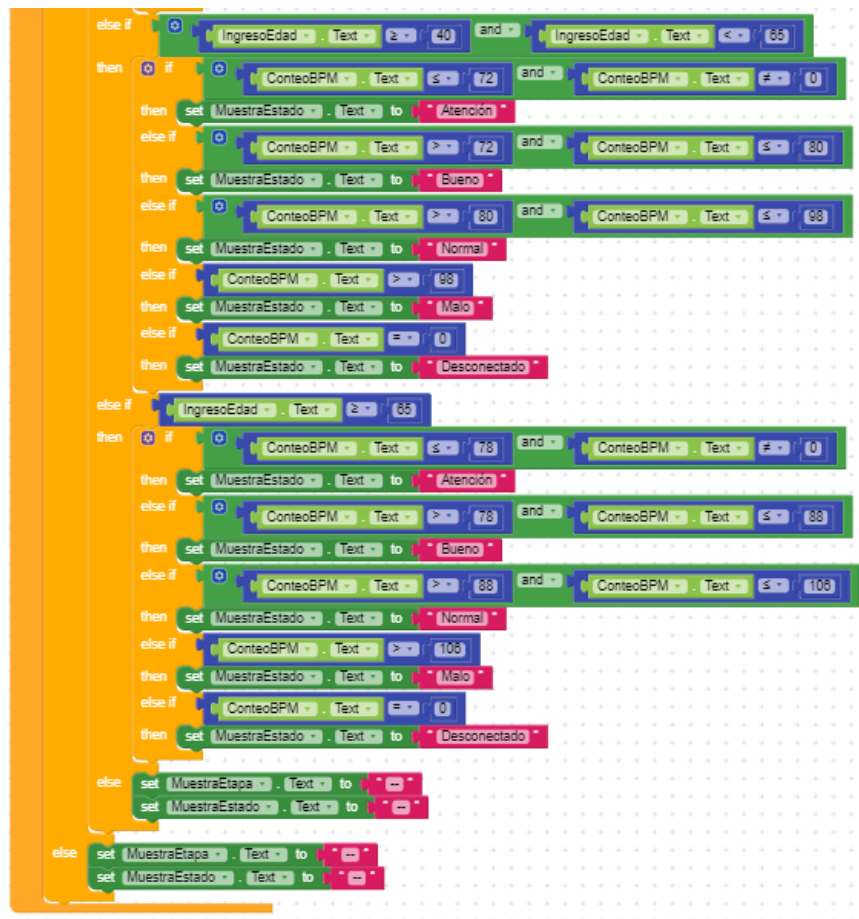 else if IngresoEdad . Text ≥ 40 and IngresoEdad . Text < 65
then if ConteoBPM . Text ≤ 72 and ConteoBPM . Text ≠ 0
then set MuestraEstado . Text to " Atención "
else if ConteoBPM . Text > 72 and ConteoBPM . Text ≤ 80
then set MuestraEstado . Text to " Bueno "
else if ConteoBPM . Text > 80 and ConteoBPM . Text ≤ 98
then set MuestraEstado . Text to " Normal "
else if ConteoBPM . Text > 98
then set MuestraEstado . Text to " Malo "
else if ConteoBPM . Text = 0
then set MuestraEstado . Text to " Desconectado "
else if IngresoEdad . Text ≥ 65
then if ConteoBPM . Text ≤ 78 and ConteoBPM . Text ≠ 0
then set MuestraEstado . Text to " Atención "
else if ConteoBPM . Text > 78 and ConteoBPM . Text ≤ 88
then set MuestraEstado . Text to " Bueno "
else if ConteoBPM . Text > 88 and ConteoBPM . Text ≤ 106
then set MuestraEstado . Text to " Normal "
else if ConteoBPM . Text > 106
then set MuestraEstado . Text to " Malo "
else if ConteoBPM . Text = 0
then set MuestraEstado . Text to " Desconectado "
else set MuestraEtapa . Text to " -- "
set MuestraEstado . Text to " -- "
else set MuestraEtapa . Text to " -- "
set MuestraEstado . Text to " -- "